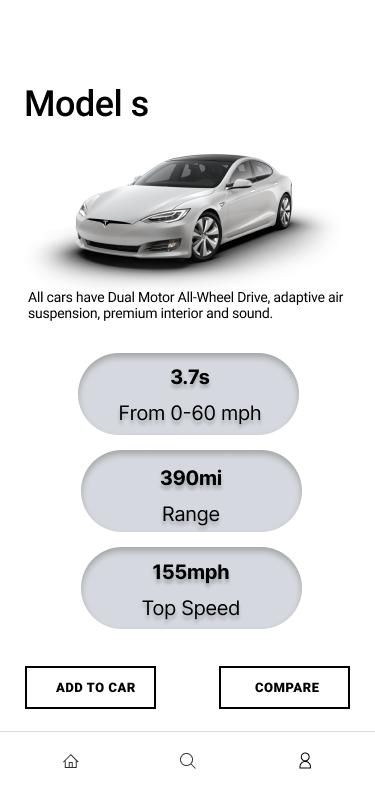 Model s
All cars have Dual Motor All-Wheel Drive, adaptive air
suspension, premium interior and sound.
3.7s
From 0-60 mph
390mi
Range
155mph
Top Speed
ADD TO CAR
COMPARE